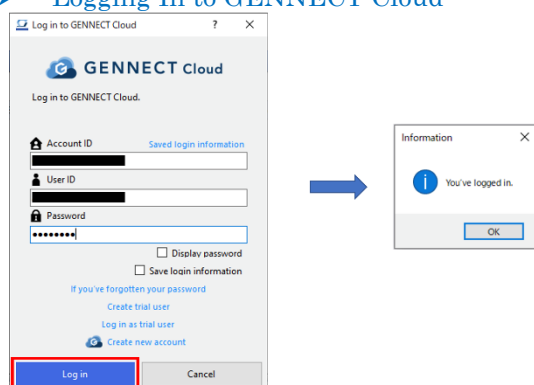 Logging In to GENNECT Cloud
Log in to GENNECT Cloud
?
GENNECT Cloud
Log in to GENNECT Cloud.
Account ID Saved login information
User ID
Password
Display password
Save login information
If you've forgotten your password
Create trial user
Log in as trial user
Create new account
Log in Cancel
Information
You've logged in.
OK